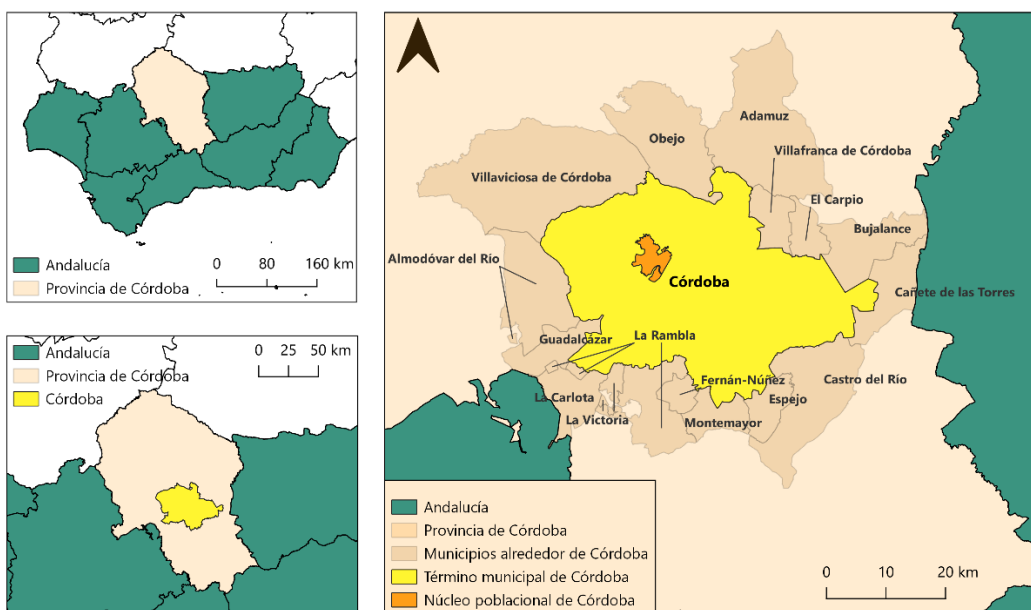 Andalucía
Provincia de Córdoba
0 80 160 km
Andalucía
Provincia de Córdoba
Córdoba
0 25 50 km
Adamuz
Obejo
Villafranca de Córdoba
Villaviciosa de Córdoba
El Carpio
Bujalance
Almodóvar del Río
Córdoba
Cañete de las Torres
Guadalcázar
La Rambla
Castro del Río
Fernán-Núñez
Espejo
La Carlota
La Victoria
Montemayor
Andalucía
Provincia de Córdoba
Municipios alrededor de Córdoba
Término municipal de Córdoba
Núcleo poblacional de Córdoba
0 10 20 km